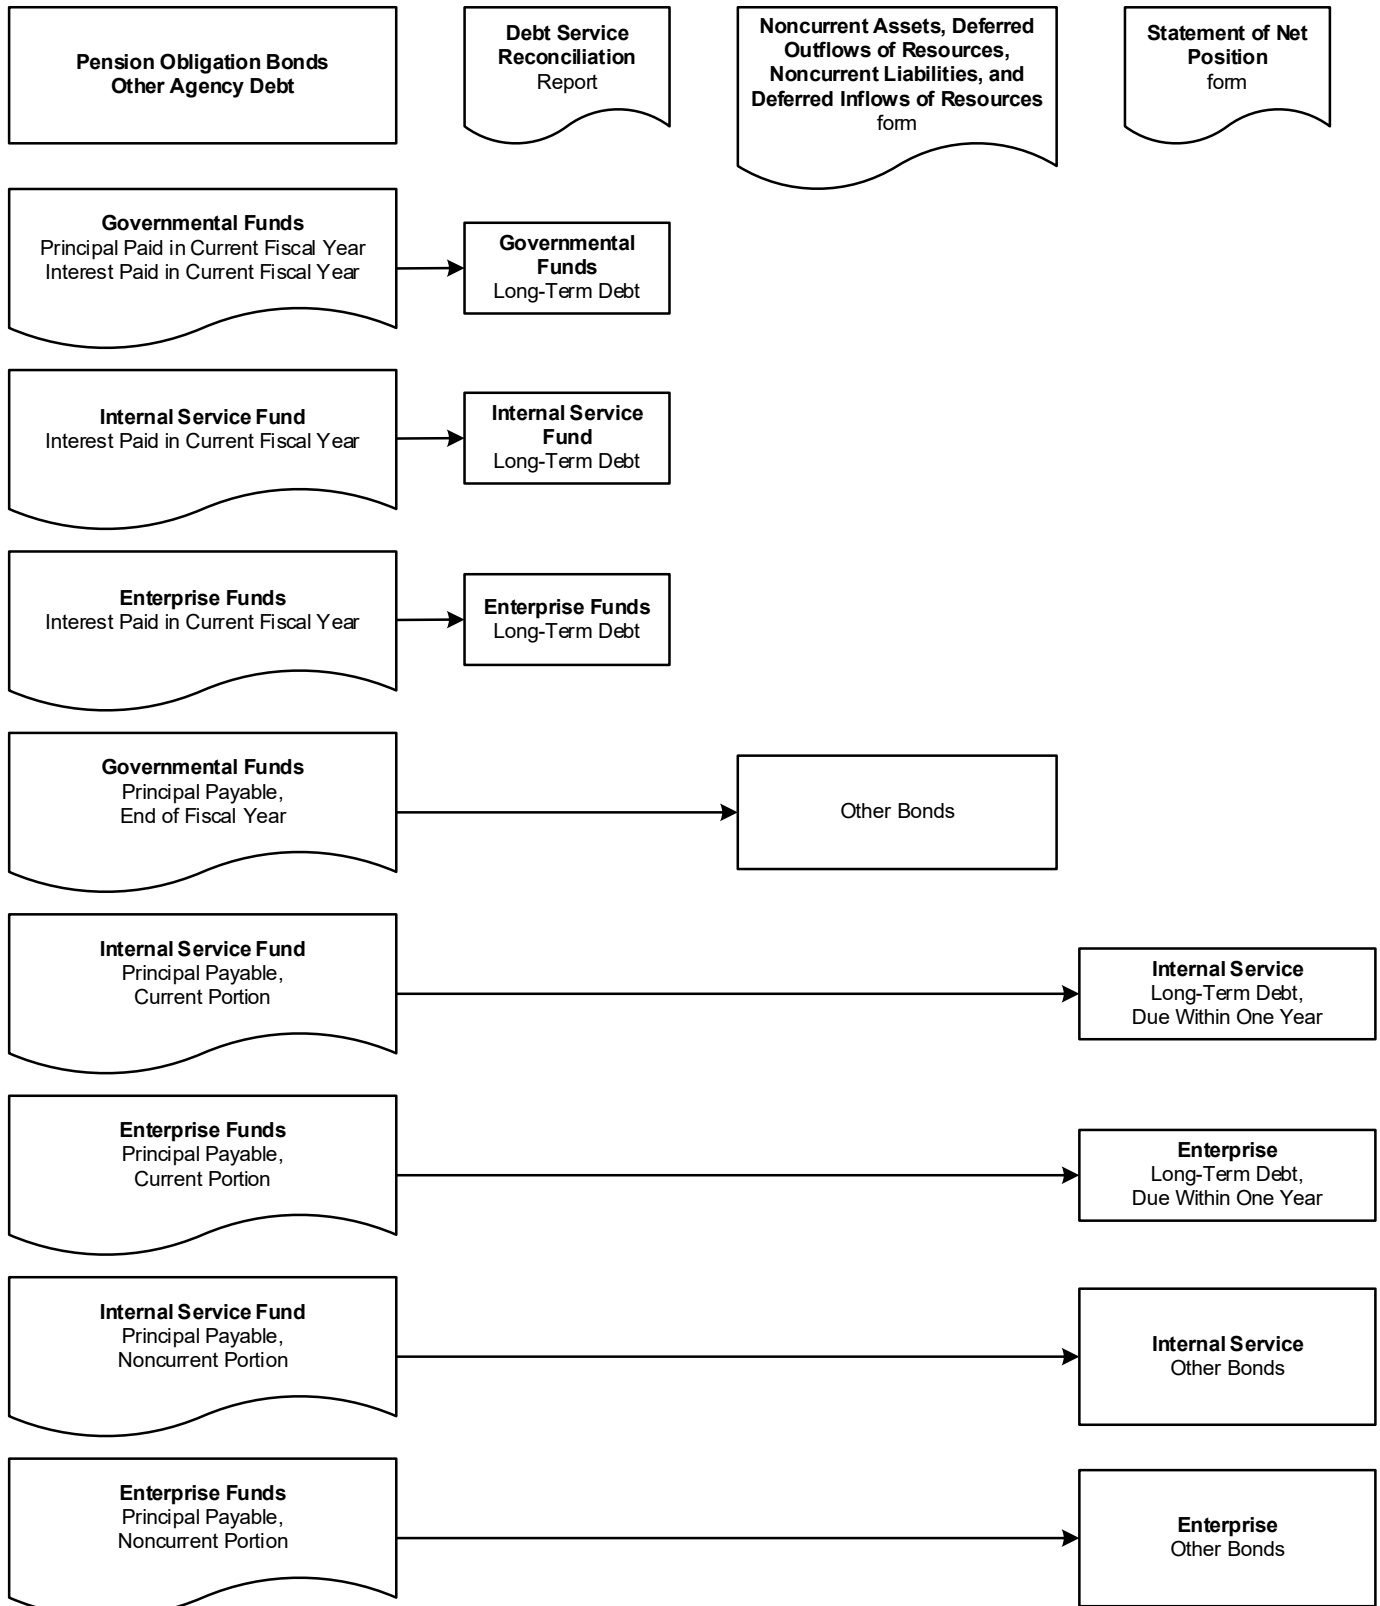 Pension Obligation Bonds
Other Agency Debt
Debt Service
Reconciliation
Report
Noncurrent Assets, Deferred
Outflows of Resources,
Noncurrent Liabilities, and
Deferred Inflows of Resources
form
Statement of Net
Position
form
Governmental Funds
Principal Paid in Current Fiscal Year
Interest Paid in Current Fiscal Year
Governmental
Funds
Long-Term Debt
Internal Service Fund
Interest Paid in Current Fiscal Year
Internal Service
Fund
Long-Term Debt
Enterprise Funds
Interest Paid in Current Fiscal Year
Enterprise Funds
Long-Term Debt
Governmental Funds
Principal Payable,
End of Fiscal Year
Other Bonds
Internal Service Fund
Principal Payable,
Current Portion
Internal Service
Long-Term Debt,
Due Within One Year
Enterprise Funds
Principal Payable,
Current Portion
Enterprise
Long-Term Debt,
Due Within One Year
Internal Service Fund
Principal Payable,
Noncurrent Portion
Internal Service
Other Bonds
Enterprise Funds
Principal Payable,
Noncurrent Portion
Enterprise
Other Bonds